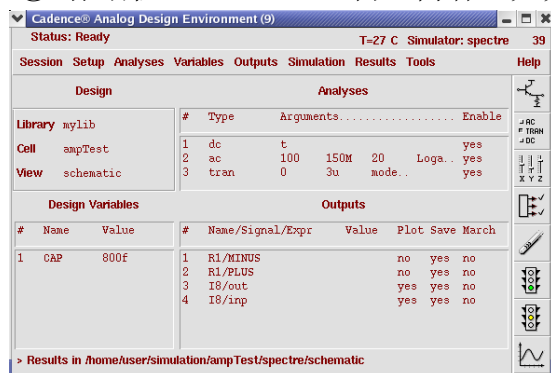 Cadence® Analog Design Environment (9)
Status: Ready T=27 C Simulator: spectre 39
Session Setup Analyses Variables Outputs Simulation Results Tools Help
Design
Library mylib
Cell ampTest
View schematic
Analyses
# Type Arguments.................. Enable
1 dc t yes
2 ac 100 150M 20 Loga.. yes
3 tran 0 3u mode.. yes
Design Variables
# Name Value
1 CAP 800f
Outputs
# Name/Signal/Expr Value Plot Save March
1 R1/MINUS no yes no
2 R1/PLUS no yes no
3 I8/out yes yes no
4 I8/inp yes yes no
AC
TRAN
DC
X Y Z
> Results in /home/user/simulation/ampTest/spectre/schematic